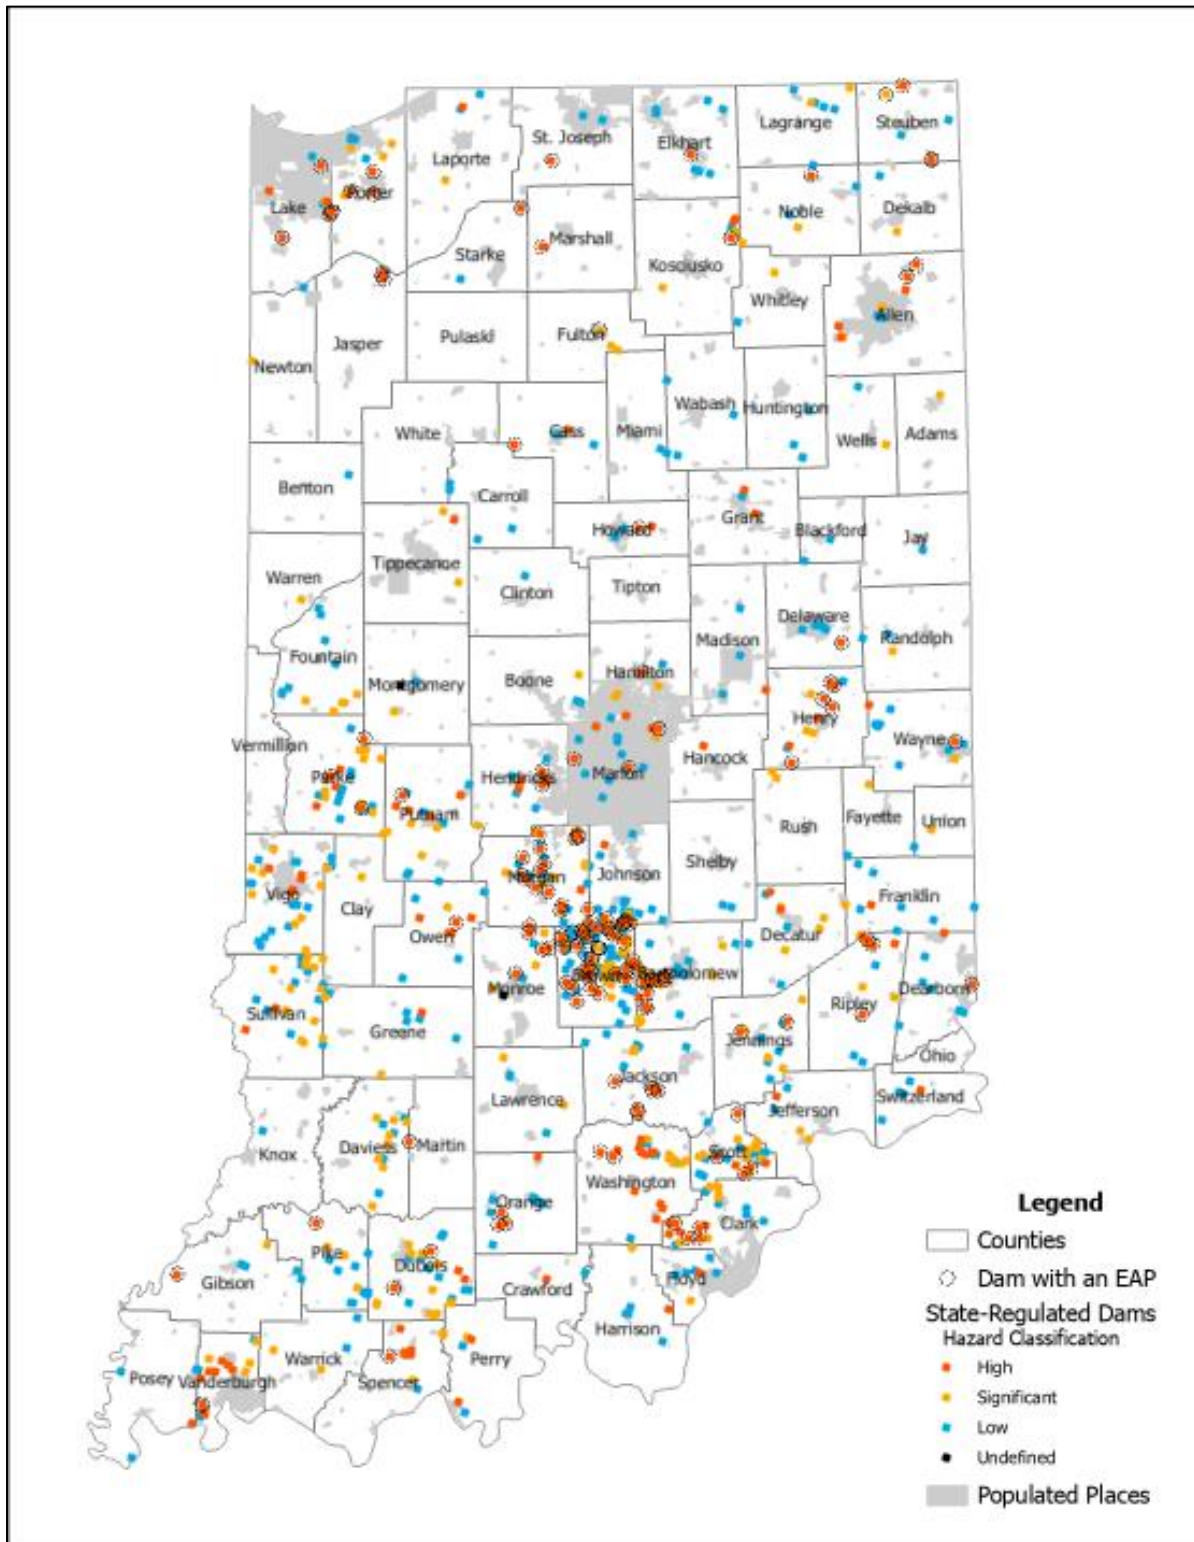 St. Joseph
Elkhart
Lagrange
Steuben
Laporte
Porter
Lake
Noble
Dekalb
Marshall
Starke
Kosciusko
Whitley
Allen
Jasper
Pulaski
Fulton
Newton
Wabash
Huntington
White
Cass
Miami
Wells
Adams
Benton
Carroll
Grant
Howard
Blackford
Jay
Tippecanoe
Warren
Clinton
Tipton
Delaware
Madison
Randolph
Fountain
Hamilton
Boone
Montgomery
Henry
Vermillion
Wayne
Hancock
Parke
Hendricks
Marion
Putnam
Fayette
Union
Rush
Shelby
Morgan
Johnson
Vigo
Franklin
Clay
Owen
Decatur
Brown
Bartholomew
Monroe
Dearborn
Ripley
Sullivan
Greene
Jennings
Ohio
Jackson
Lawrence
Switzerland
Jefferson
Knox
Daviess
Martin
Scott
Washington
Orange
Clark
Pike
Dubois
Floyd
Gibson
Crawford
Harrison
Warrick
Perry
Posey
Vanderburgh
Spencer
Legend
Counties
Dam with an EAP
State-Regulated Dams
Hazard Classification
High
Significant
Low
Undefined
Populated Places